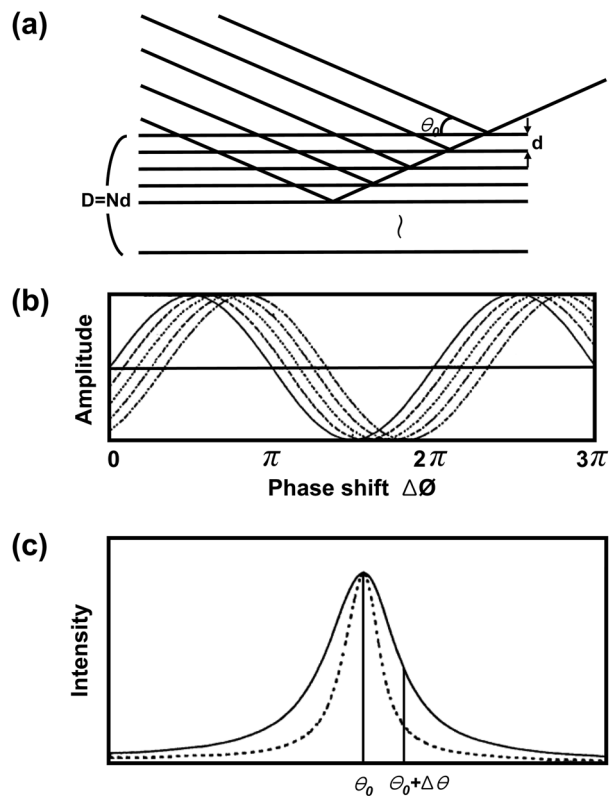 (a)
θ₀
d
D=Nd
(b)
Amplitude
0 π 2π 3π
Phase shift ΔØ
(c)
Intensity
θ₀ θ₀+Δθ